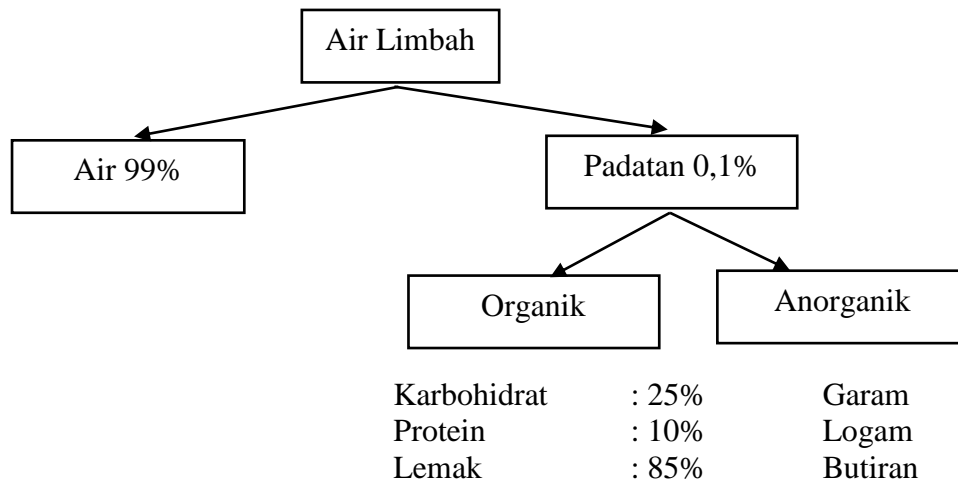 Air Limbah
Air 99%
Padatan 0,1%
Organik
Anorganik
Karbohidrat : 25% Garam
Protein : 10% Logam
Lemak : 85% Butiran